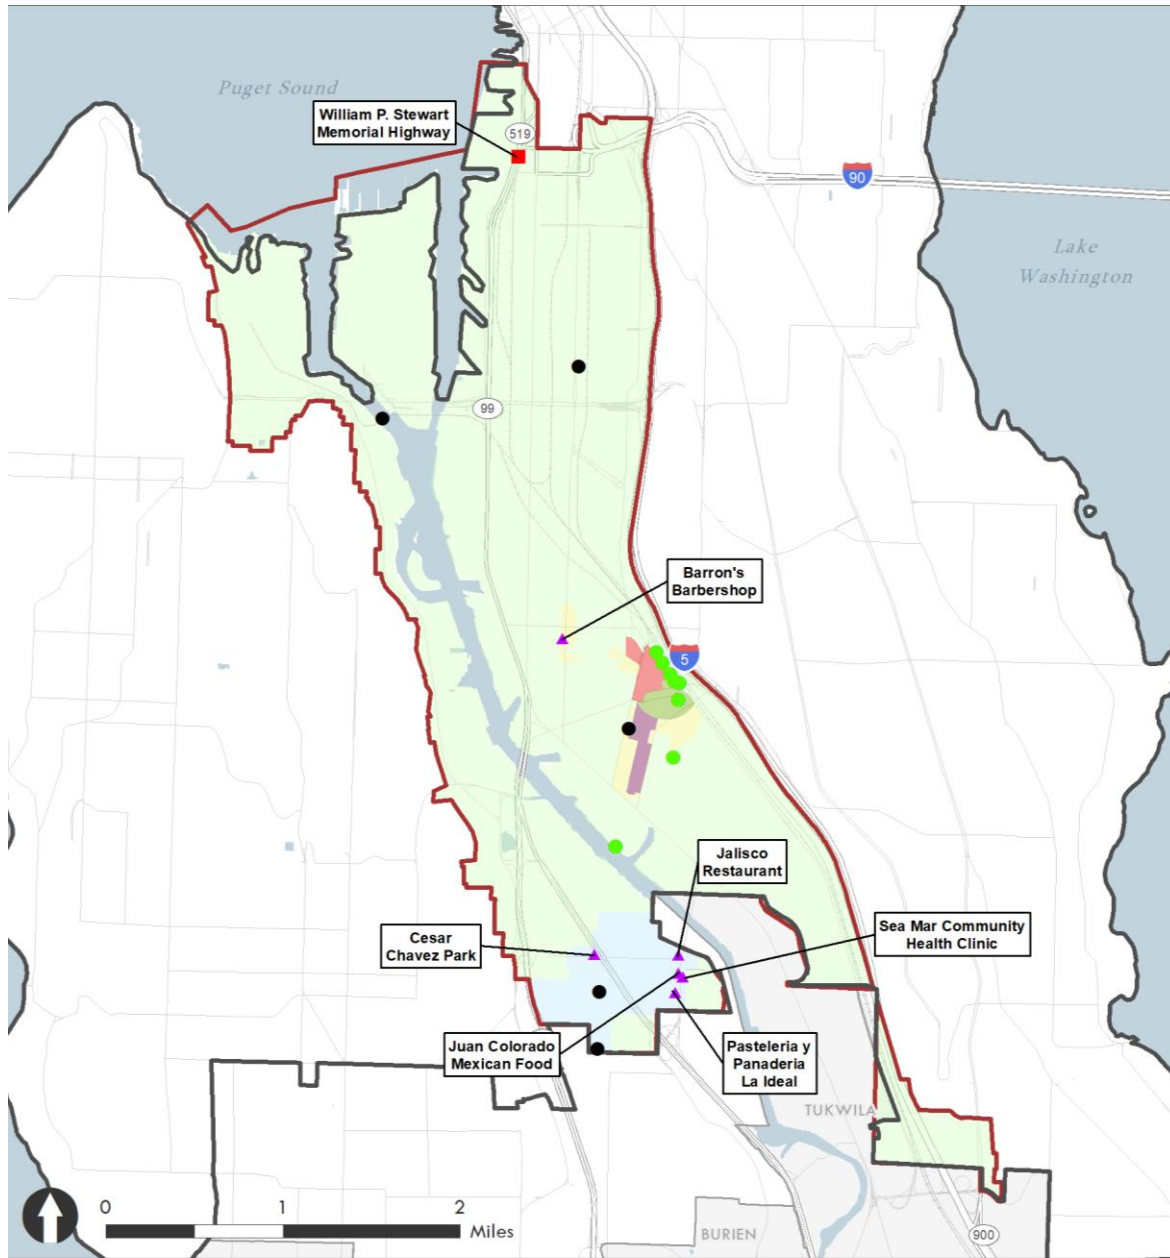 Puget Sound
William P. Stewart
Memorial Highway
519
90
Lake
Washington
99
Barron's
Barbershop
5
Jalisco
Restaurant
Cesar
Chavez Park
Sea Mar Community
Health Clinic
Juan Colorado
Mexican Food
Pasteleria y
Panaderia
La Ideal
TUKWILA
0 1 2
Miles
BURIEN
900